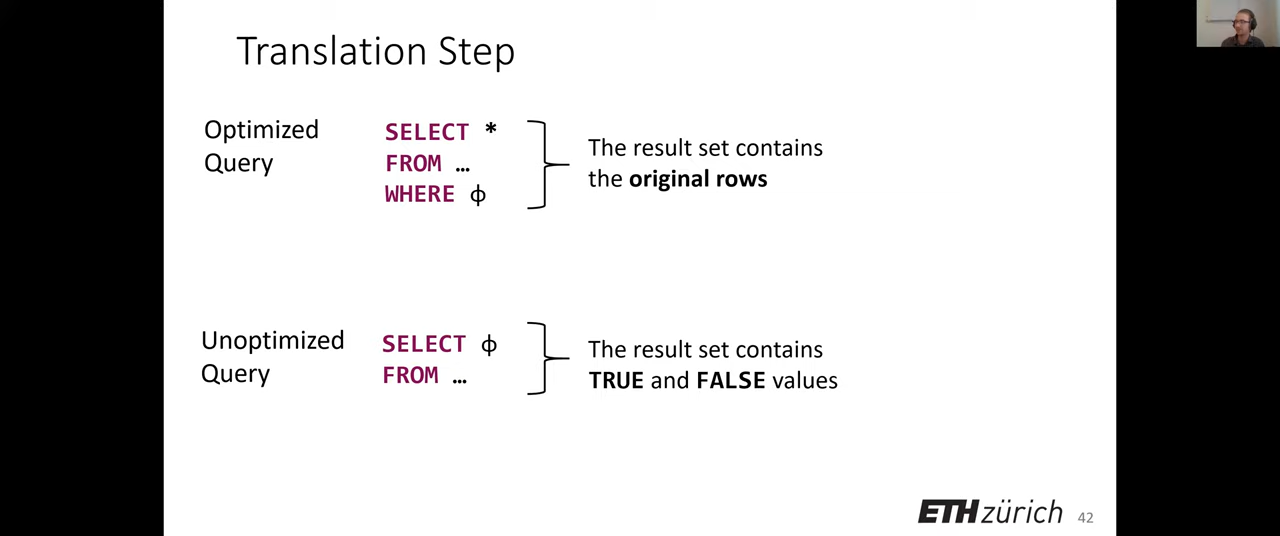 Translation Step
Optimized
Query
SELECT *
FROM …
WHERE ϕ
The result set contains
the original rows
Unoptimized
Query
SELECT ϕ
FROM …
The result set contains
TRUE and FALSE values
ETH zürich
42